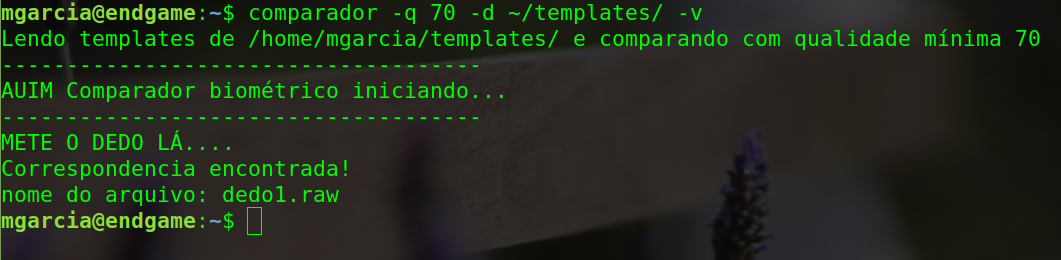 mgarcia@endgame:~$ comparador -q 70 -d ~/templates/ -v
Lendo templates de /home/mgarcia/templates/ e comparando com qualidade mínima 70
-------------------------------------
AUIM Comparador biométrico iniciando...
-------------------------------------
METE O DEDO LÁ....
Correspondencia encontrada!
nome do arquivo: dedo1.raw
mgarcia@endgame:~$